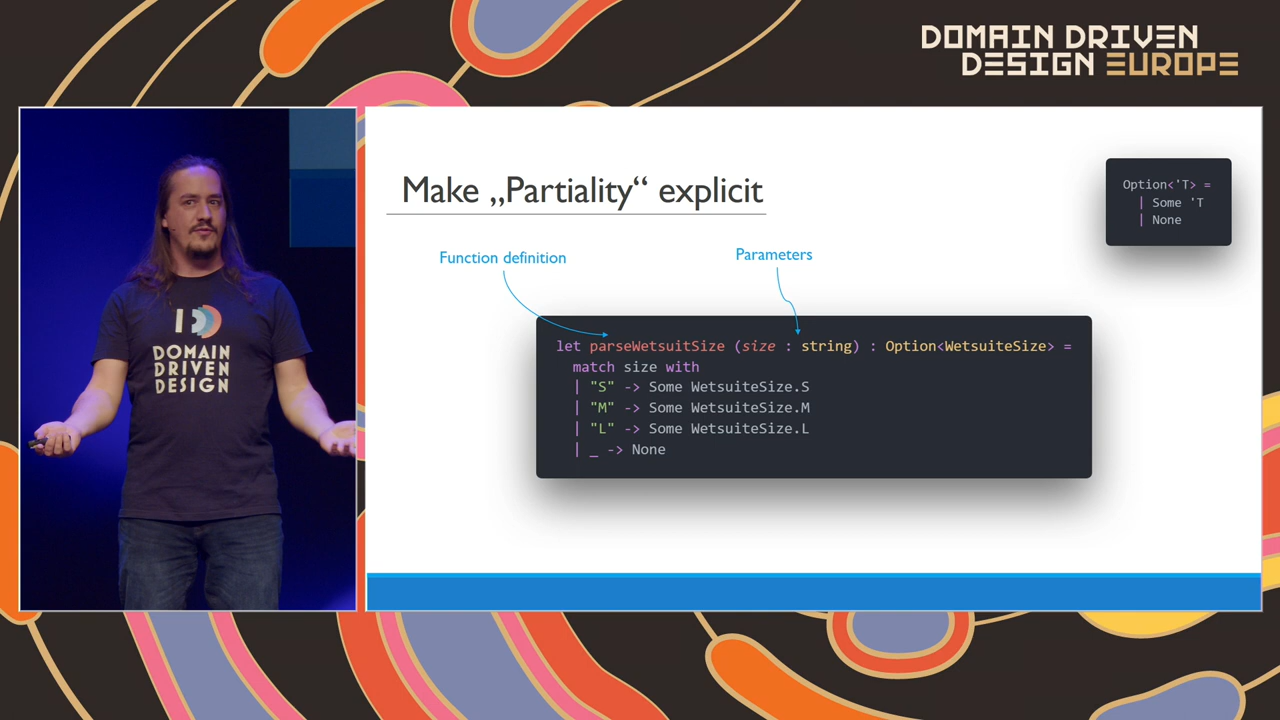 DOMAIN DRIVEN
DESIGN EUROPE
I D
DOMAIN
DRIVEN
DESIGN
Make „Partiality“ explicit
Option<'T> =
| Some 'T
| None
Function definition
Parameters
let parseWetsuitSize (size : string) : Option<WetsuiteSize> =
match size with
| "S" -> Some WetsuiteSize.S
| "M" -> Some WetsuiteSize.M
| "L" -> Some WetsuiteSize.L
| _ -> None